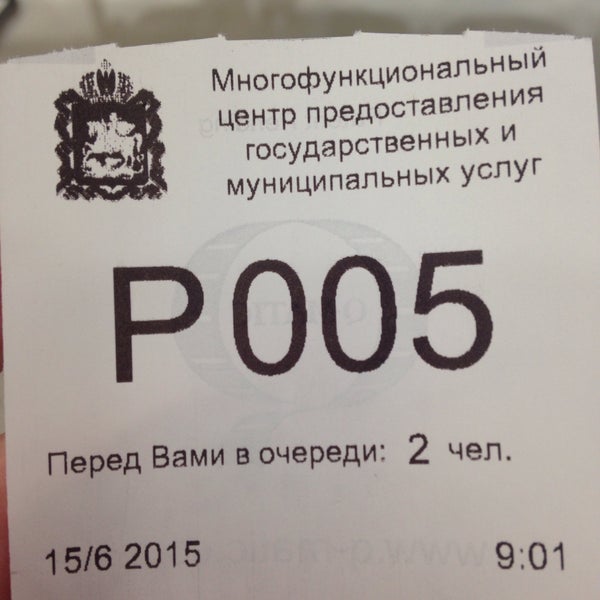 Многофункциональный
центр предоставления
государственных и
муниципальных услуг
P005
Перед Вами в очереди: 2 чел.
15/6 2015 9:01